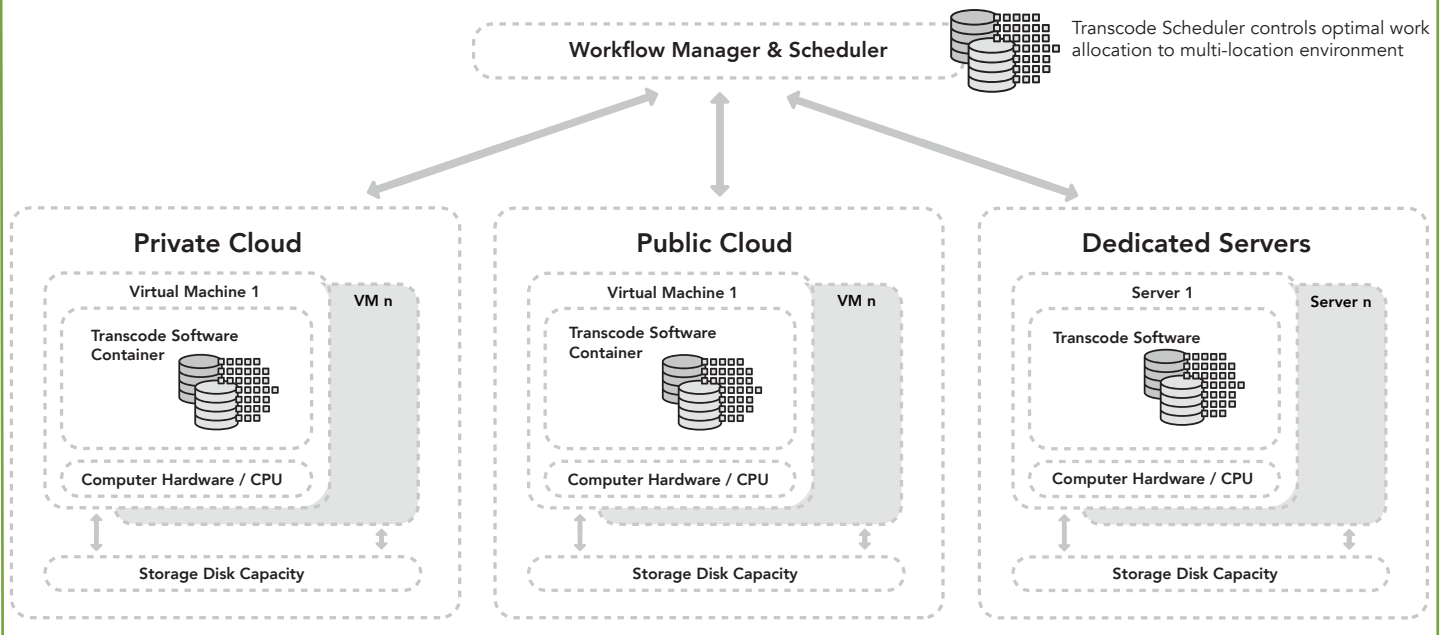 Workflow Manager & Scheduler
Transcode Scheduler controls optimal work
allocation to multi-location environment
Private Cloud
Virtual Machine 1
VM n
Transcode Software
Container
Computer Hardware / CPU
Storage Disk Capacity
Public Cloud
Virtual Machine 1
VM n
Transcode Software
Container
Computer Hardware / CPU
Storage Disk Capacity
Dedicated Servers
Server 1
Server n
Transcode Software
Computer Hardware / CPU
Storage Disk Capacity